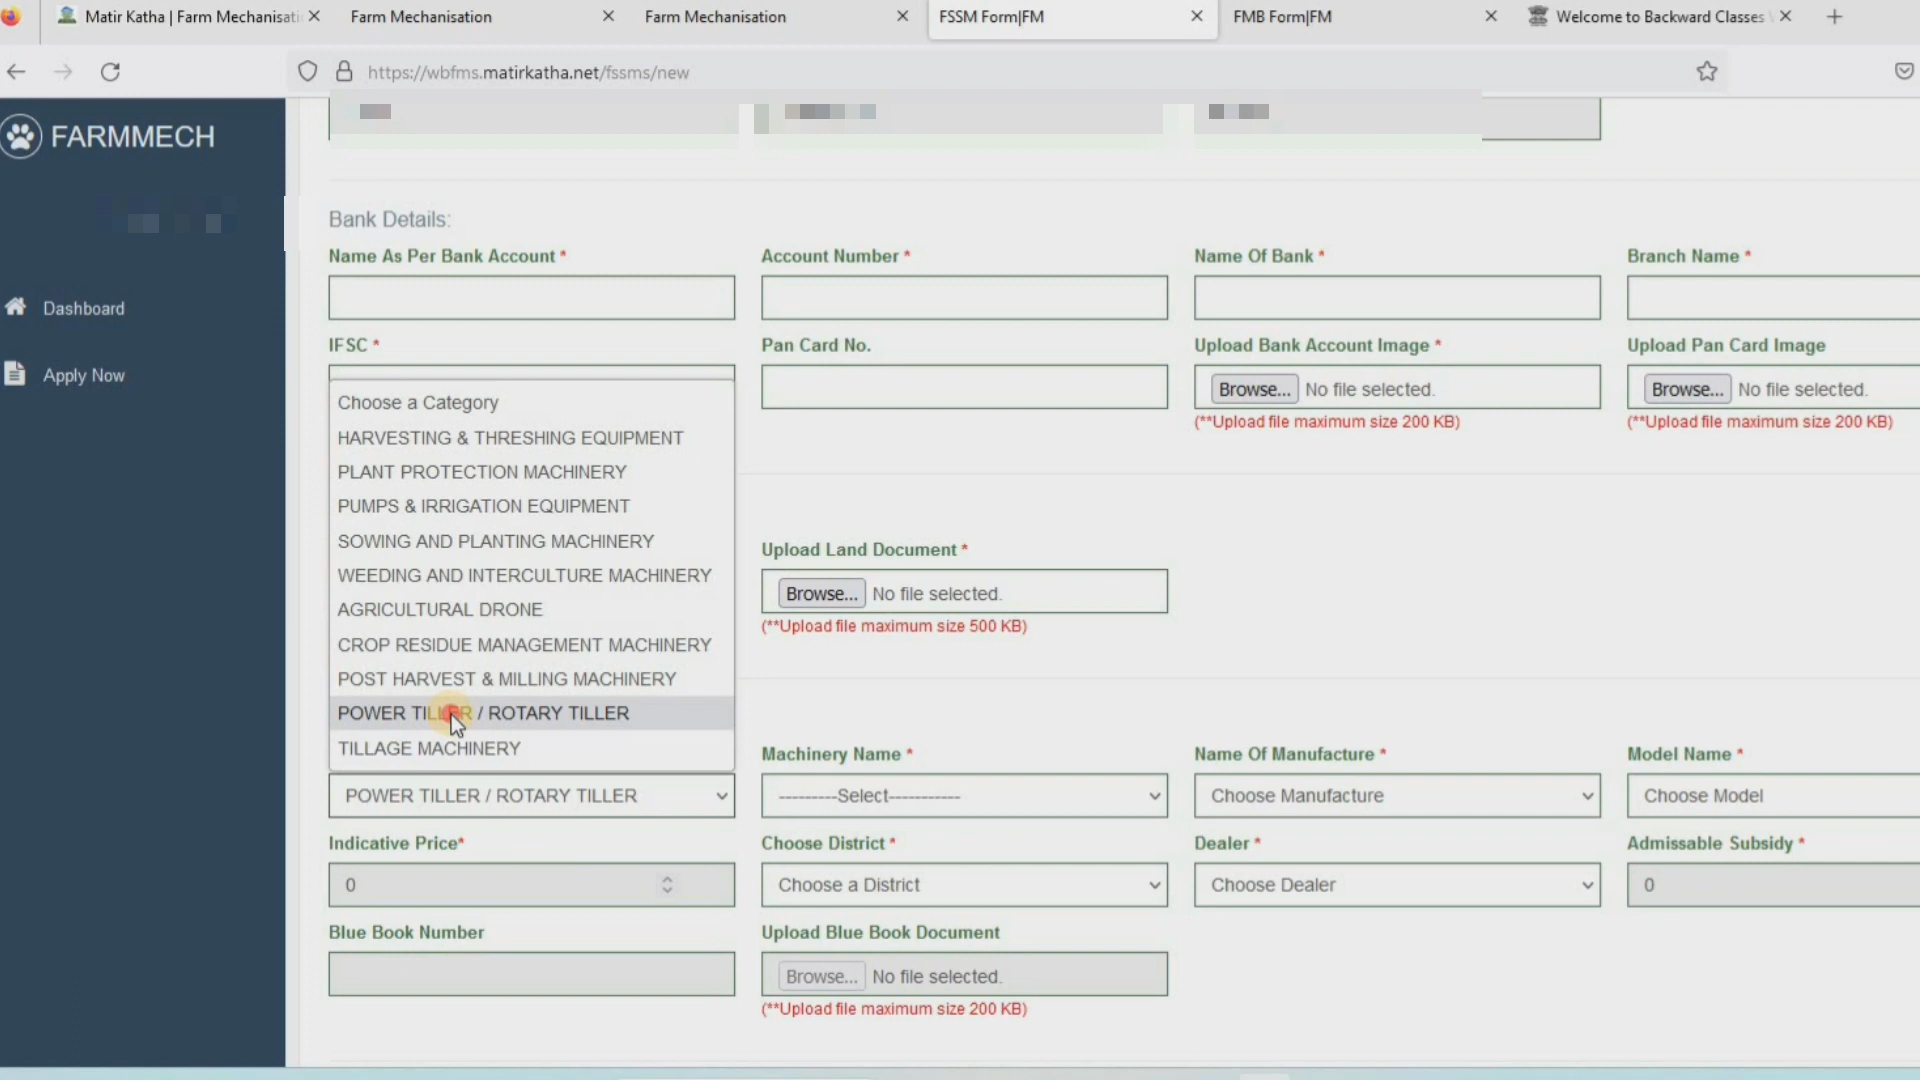 Matir Katha | Farm Mechanisati
Farm Mechanisation
Farm Mechanisation
FSSM Form|FM
FMB Form|FM
Welcome to Backward Classes
https://wbfms.matirkatha.net/fssms/new
FARMMECH
Dashboard
Apply Now
Bank Details:
Name As Per Bank Account *
Account Number *
Name Of Bank *
Branch Name *
IFSC *
Pan Card No.
Upload Bank Account Image *
Upload Pan Card Image
Browse... No file selected.
Browse... No file selected.
(**Upload file maximum size 200 KB)
(**Upload file maximum size 200 KB)
Choose a Category
HARVESTING & THRESHING EQUIPMENT
PLANT PROTECTION MACHINERY
PUMPS & IRRIGATION EQUIPMENT
SOWING AND PLANTING MACHINERY
WEEDING AND INTERCULTURE MACHINERY
AGRICULTURAL DRONE
CROP RESIDUE MANAGEMENT MACHINERY
POST HARVEST & MILLING MACHINERY
POWER TILLER / ROTARY TILLER
TILLAGE MACHINERY
Upload Land Document *
Browse... No file selected.
(**Upload file maximum size 500 KB)
Machinery Name *
Name Of Manufacture *
Model Name *
POWER TILLER / ROTARY TILLER
---------Select-----------
Choose Manufacture
Choose Model
Indicative Price*
Choose District *
Dealer *
Admissable Subsidy *
0
Choose a District
Choose Dealer
0
Blue Book Number
Upload Blue Book Document
Browse... No file selected.
(**Upload file maximum size 200 KB)